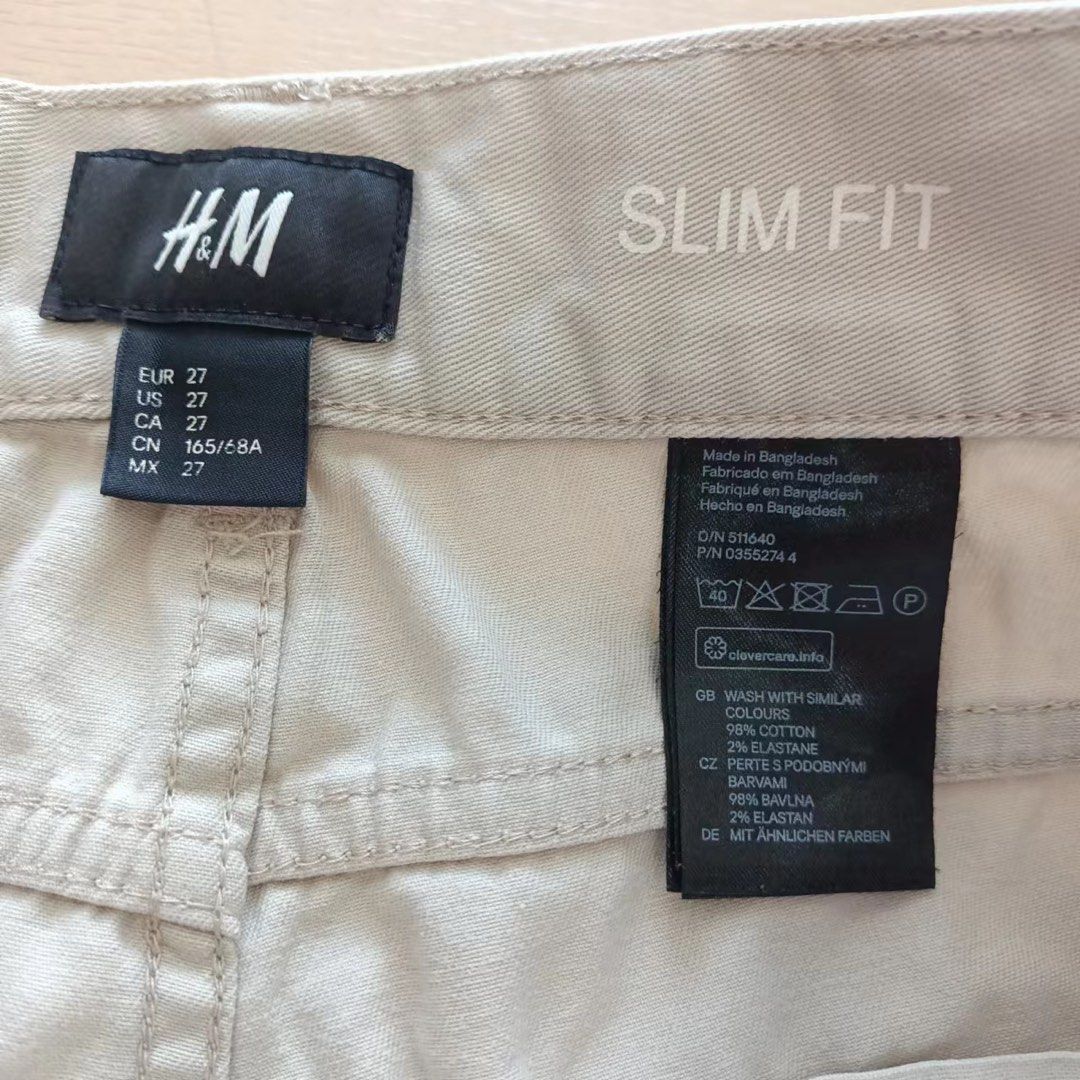 H&M
SLIM FIT
EUR 27
US 27
CA 27
CN 165/68A
MX 27
Made in Bangladesh
Fabricado em Bangladesh
Fabriqué en Bangladesh
Hecho en Bangladesh
O/N 511640
P/N 0355274 4
40
P
clevercare.info
GB WASH WITH SIMILAR
COLOURS
98% COTTON
2% ELASTANE
CZ PERTE S PODOBNÝMI
BARVAMI
98% BAVLNA
2% ELASTAN
DE MIT ÄHNLICHEN FARBEN